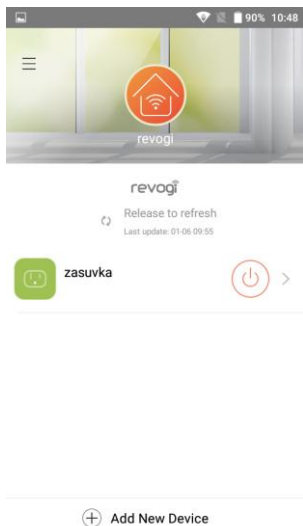 90% 10:48
revogi
revogi
Release to refresh
Last update: 01-06 09:55
zasuvka
Add New Device